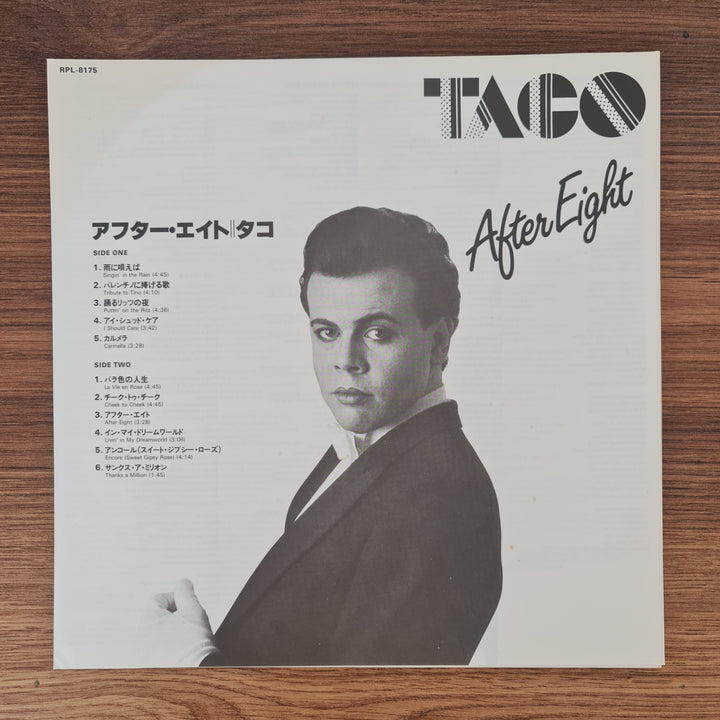 RPL-8175
TACO
After Eight
アフター・エイト‖タコ
SIDE ONE
1. 雨に唄えば
Singin' in the Rain (4:45)
2. バレンチノに捧げる歌
Tribute to Tino (4:10)
3. 踊るリッツの夜
Puttin' on the Ritz (4:38)
4. アイ・シュッド・ケア
I Should Care (3:42)
5. カルメラ
Carmella (3:28)
SIDE TWO
1. バラ色の人生
La Vie en Rose (4:45)
2. チーク・トゥ・チーク
Cheek to Cheek (4:45)
3. アフター・エイト
After Eight (3:28)
4. イン・マイ・ドリームワールド
Livin' in My Dreamworld (3:06)
5. アンコール(スイート・ジプシー・ローズ)
Encore (Sweet Gipsy Rose) (4:14)
6. サンクス・ア・ミリオン
Thanks a Million (1:45)